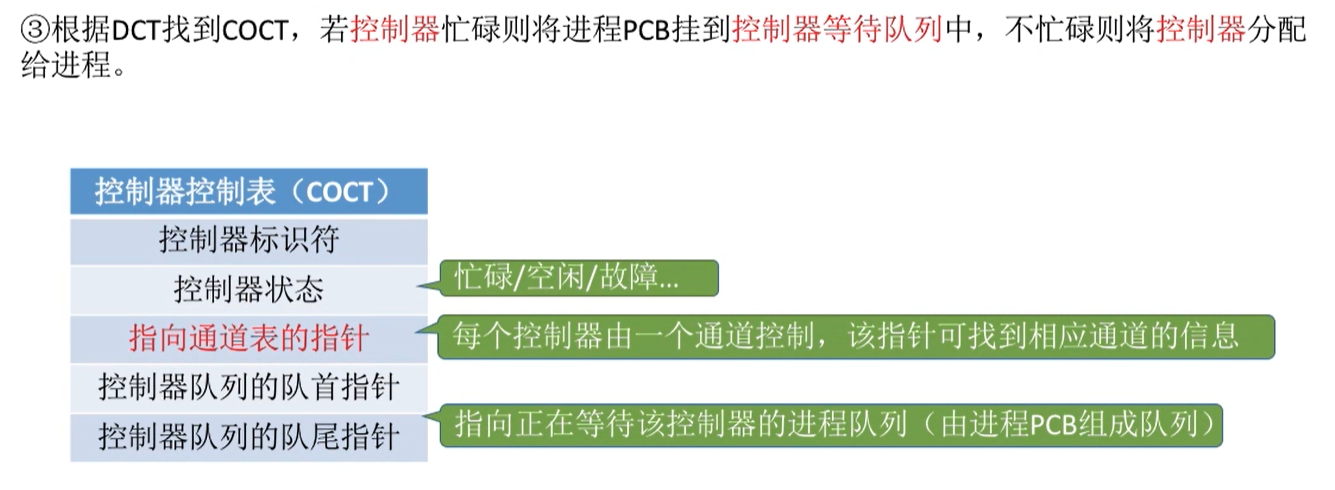 ③根据DCT找到COCT，若控制器忙碌则将进程PCB挂到控制器等待队列中，不忙碌则将控制器分配
给进程。
控制器控制表（COCT）
控制器标识符
控制器状态
忙碌/空闲/故障...
指向通道表的指针
每个控制器由一个通道控制，该指针可找到相应通道的信息
控制器队列的队首指针
控制器队列的队尾指针
指向正在等待该控制器的进程队列（由进程PCB组成队列）